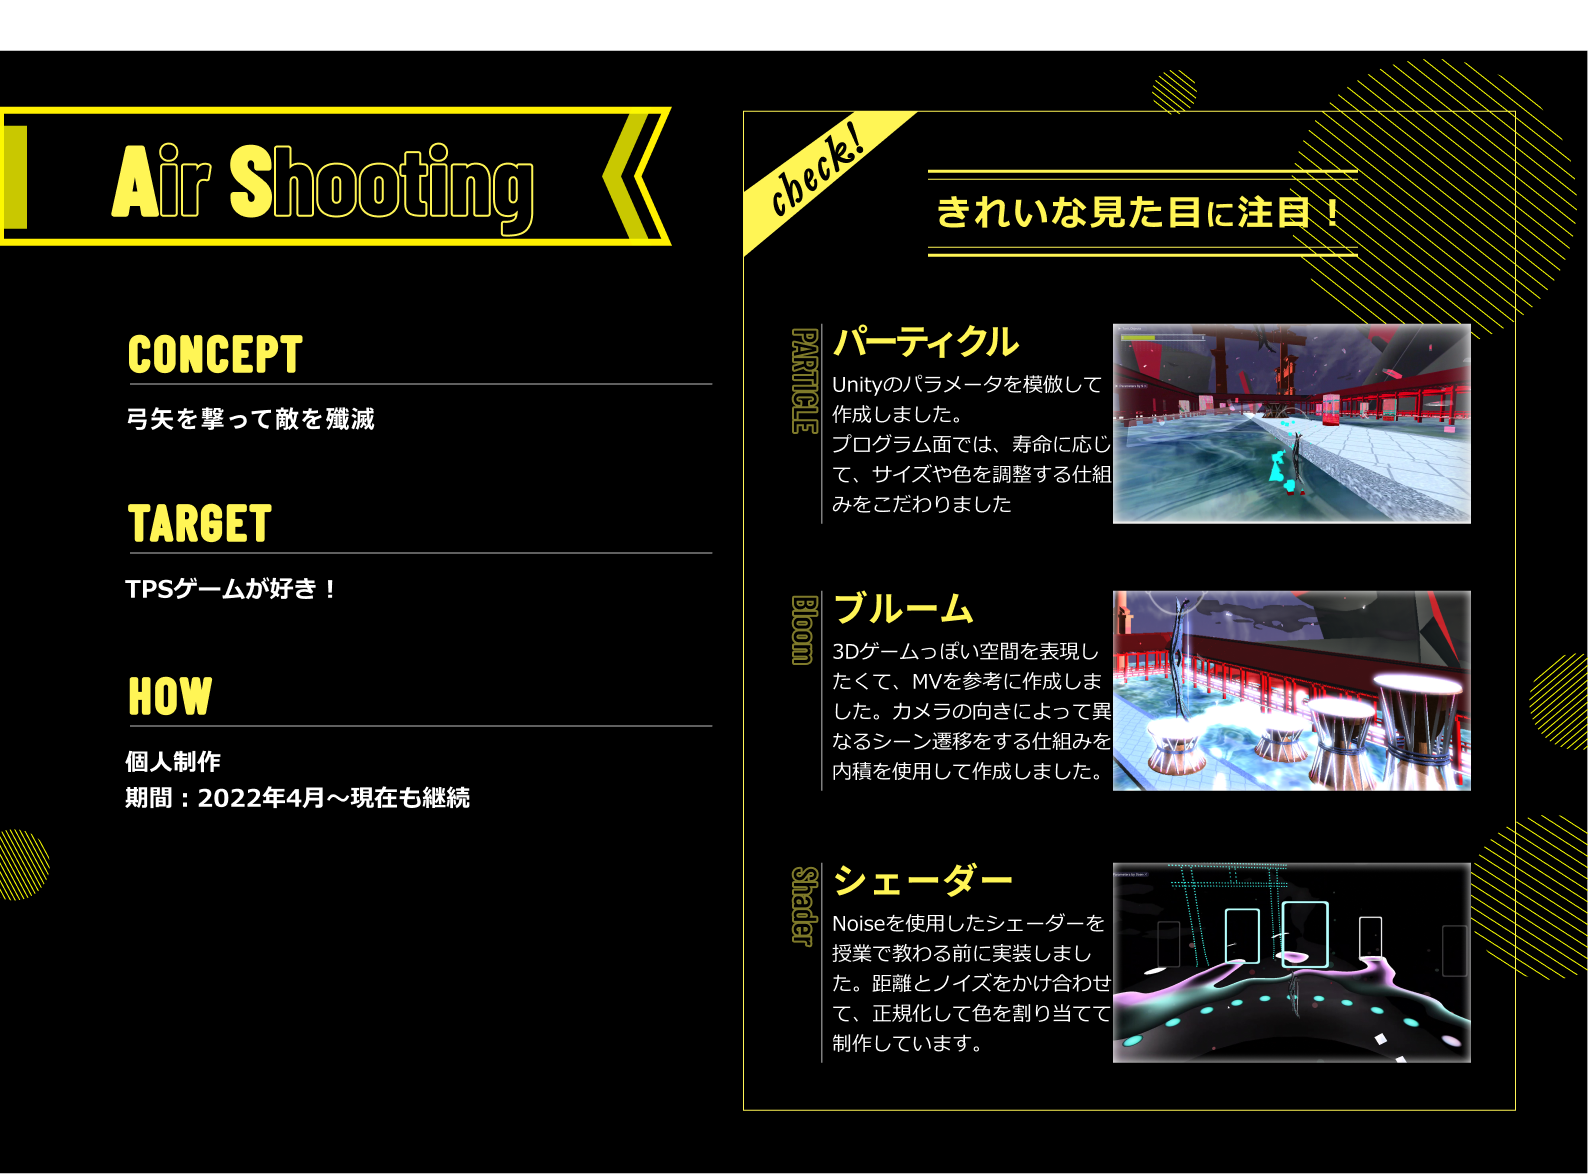 Air Shooting
CONCEPT
弓矢を撃って敵を殲滅
TARGET
TPSゲームが好き！
HOW
個人制作
期間：2022年4月～現在も継続
check!
きれいな見た目に注目！
PARTICLE
パーティクル
Unityのパラメータを模倣して
作成しました。
プログラム面では、寿命に応じ
て、サイズや色を調整する仕組
みをこだわりました
Bloom
ブルーム
3Dゲームっぽい空間を表現し
たくて、MVを参考に作成しま
した。カメラの向きによって異
なるシーン遷移をする仕組みを
内積を使用して作成しました。
Shader
シェーダー
Noiseを使用したシェーダーを
授業で教わる前に実装しまし
た。距離とノイズをかけ合わせ
て、正規化して色を割り当てて
制作しています。